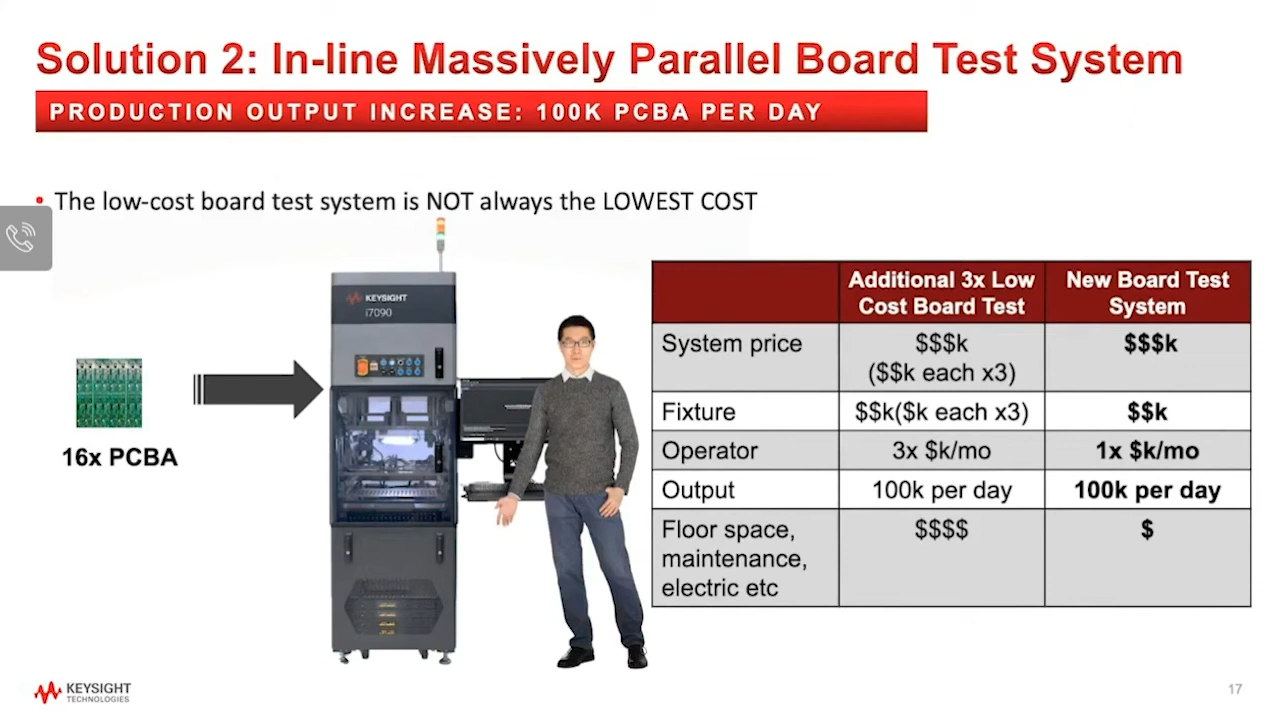 Solution 2: In-line Massively Parallel Board Test System
PRODUCTION OUTPUT INCREASE: 100K PCBA PER DAY
• The low-cost board test system is NOT always the LOWEST COST
KEYSIGHT
i7090
16x PCBA
Additional 3x Low
Cost Board Test
New Board Test
System
System price
$$$k
($$k each x3)
$$$k
Fixture
$$k($k each x3)
$$k
Operator
3x $k/mo
1x $k/mo
Output
100k per day
100k per day
Floor space,
maintenance,
electric etc
$$$$
$
KEYSIGHT
TECHNOLOGIES
17